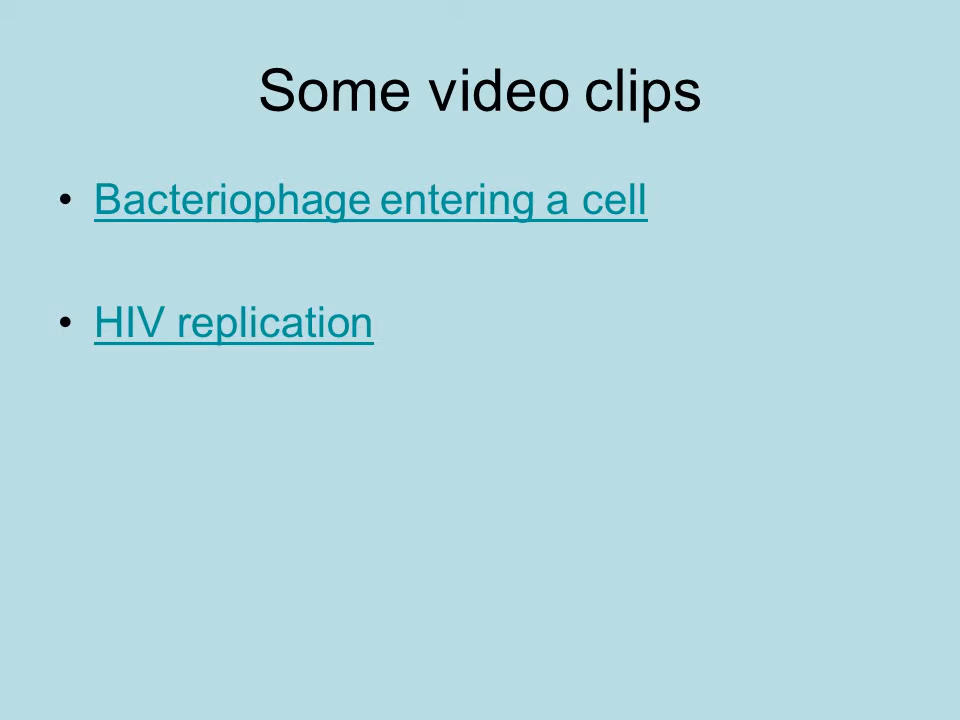 Some video clips
• Bacteriophage entering a cell
• HIV replication